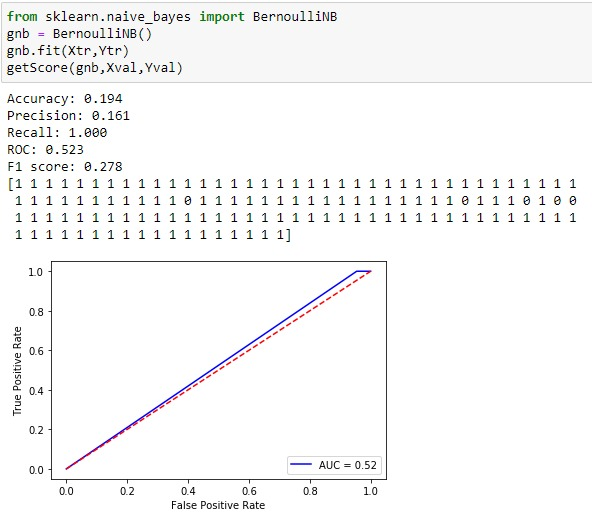 from sklearn.naive_bayes import BernoulliNB
gnb = BernoulliNB()
gnb.fit(Xtr,Ytr)
getScore(gnb,Xval,Yval)
Accuracy: 0.194
Precision: 0.161
Recall: 1.000
ROC: 0.523
F1 score: 0.278
[1 1 1 1 1 1 1 1 1 1 1 1 1 1 1 1 1 1 1 1 1 1 1 1 1 1 1 1 1 1 1 1 1 1 1 1 1
1 1 1 1 1 1 1 1 1 1 1 0 1 1 1 1 1 1 1 1 1 1 1 1 1 1 1 1 1 0 1 1 1 0 1 0 0
1 1 1 1 1 1 1 1 1 1 1 1 1 1 1 1 1 1 1 1 1 1 1 1 1 1 1 1 1 1 1 1 1 1 1 1 1
1 1 1 1 1 1 1 1 1 1 1 1 1 1 1 1 1 1]
1.0
0.8
0.6
0.4
0.2
0.0
True Positive Rate
AUC = 0.52
0.0 0.2 0.4 0.6 0.8 1.0
False Positive Rate